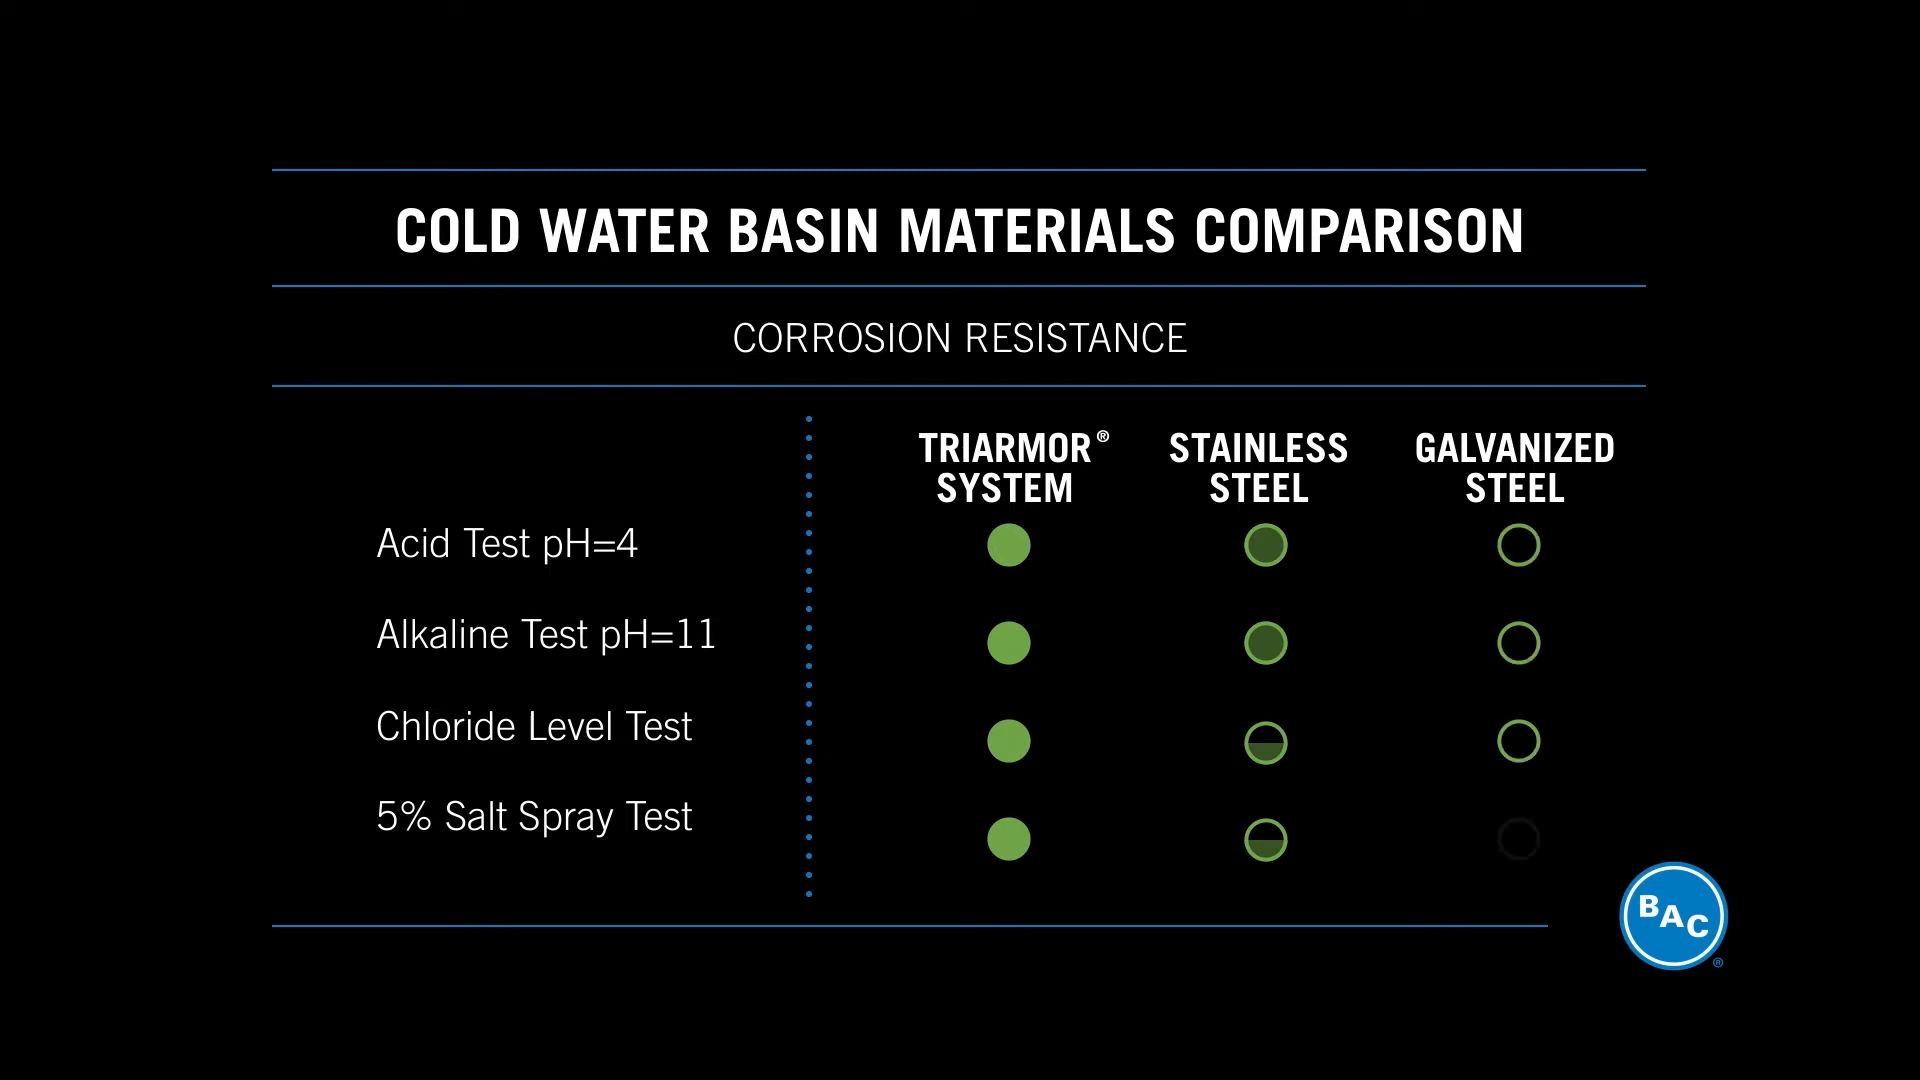 COLD WATER BASIN MATERIALS COMPARISON
CORROSION RESISTANCE
TRIARMOR®
SYSTEM
STAINLESS
STEEL
GALVANIZED
STEEL
Acid Test pH=4
Alkaline Test pH=11
Chloride Level Test
5% Salt Spray Test
BAC
®